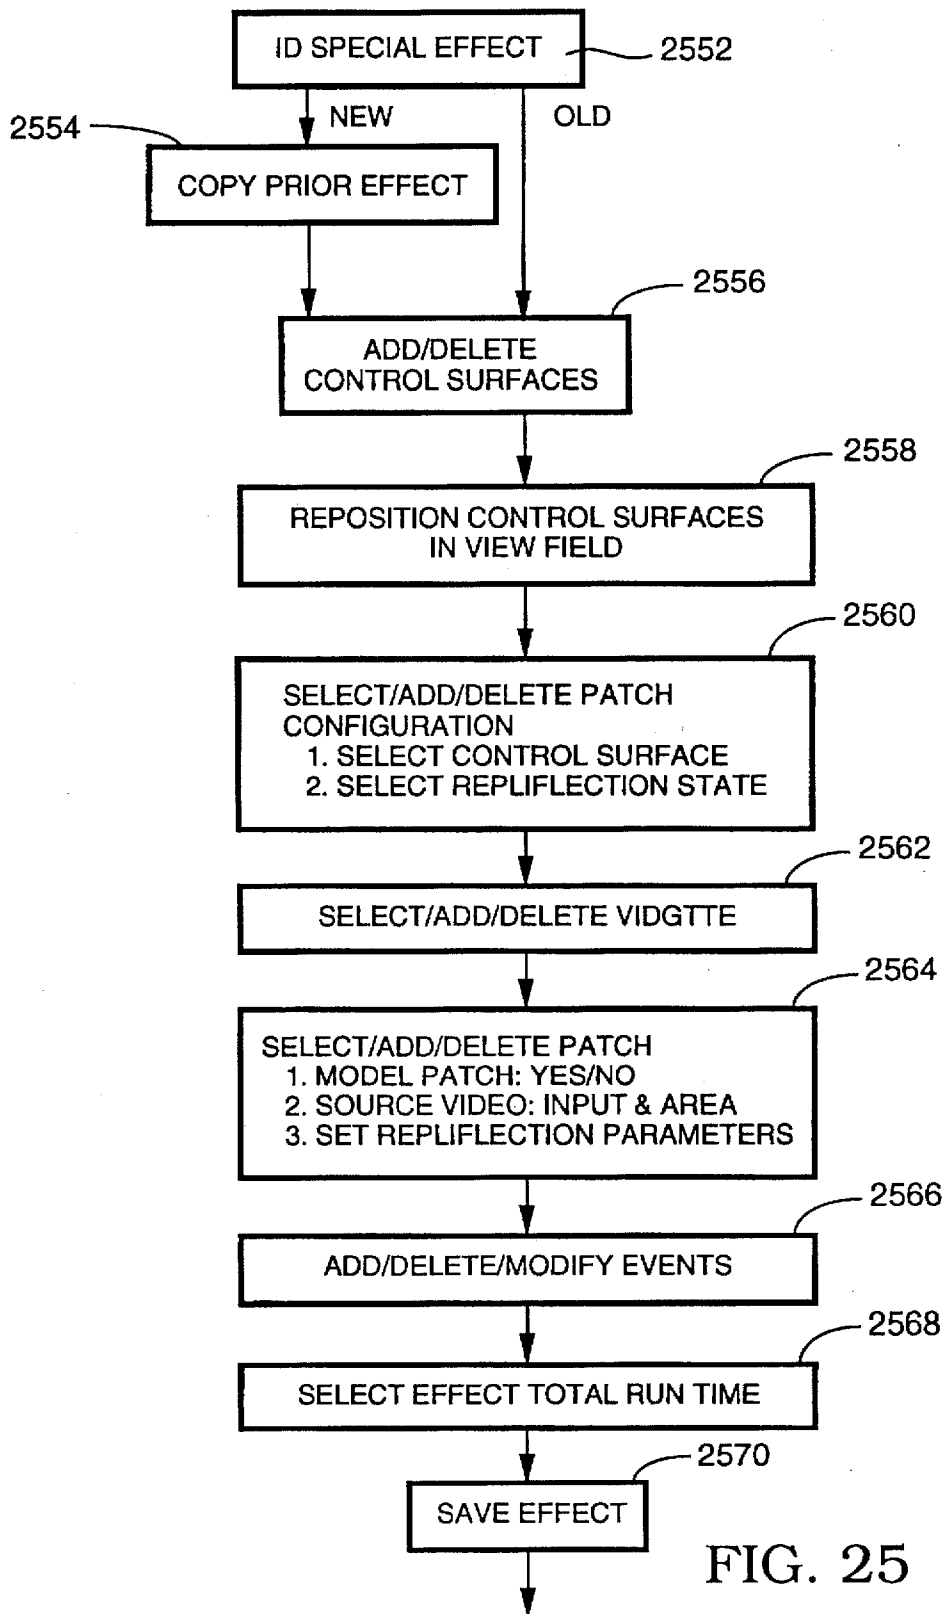 ID SPECIAL EFFECT
2552
NEW
OLD
2554
COPY PRIOR EFFECT
2556
ADD/DELETE
CONTROL SURFACES
2558
REPOSITION CONTROL SURFACES
IN VIEW FIELD
2560
SELECT/ADD/DELETE PATCH
CONFIGURATION
1. SELECT CONTROL SURFACE
2. SELECT REPLIFLECTION STATE
2562
SELECT/ADD/DELETE VIDGTTE
2564
SELECT/ADD/DELETE PATCH
1. MODEL PATCH: YES/NO
2. SOURCE VIDEO: INPUT & AREA
3. SET REPLIFLECTION PARAMETERS
2566
ADD/DELETE/MODIFY EVENTS
2568
SELECT EFFECT TOTAL RUN TIME
2570
SAVE EFFECT
FIG. 25